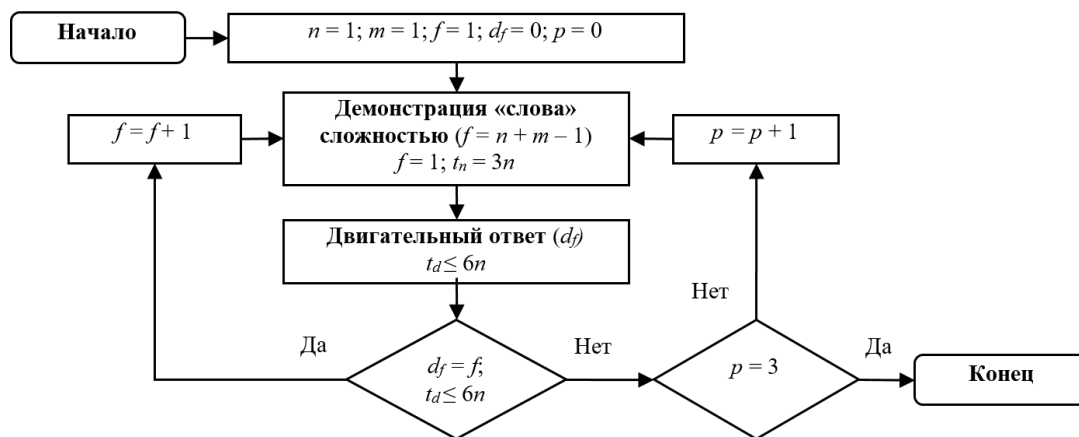 Начало
n = 1; m = 1; f = 1; d_f = 0; p = 0
Демонстрация «слова»
сложностью (f = n + m – 1)
f = 1; t_n = 3n
f = f + 1
p = p + 1
Двигательный ответ (d_f)
t_d ≤ 6n
Нет
Да
d_f = f;
t_d ≤ 6n
Нет
p = 3
Да
Конец